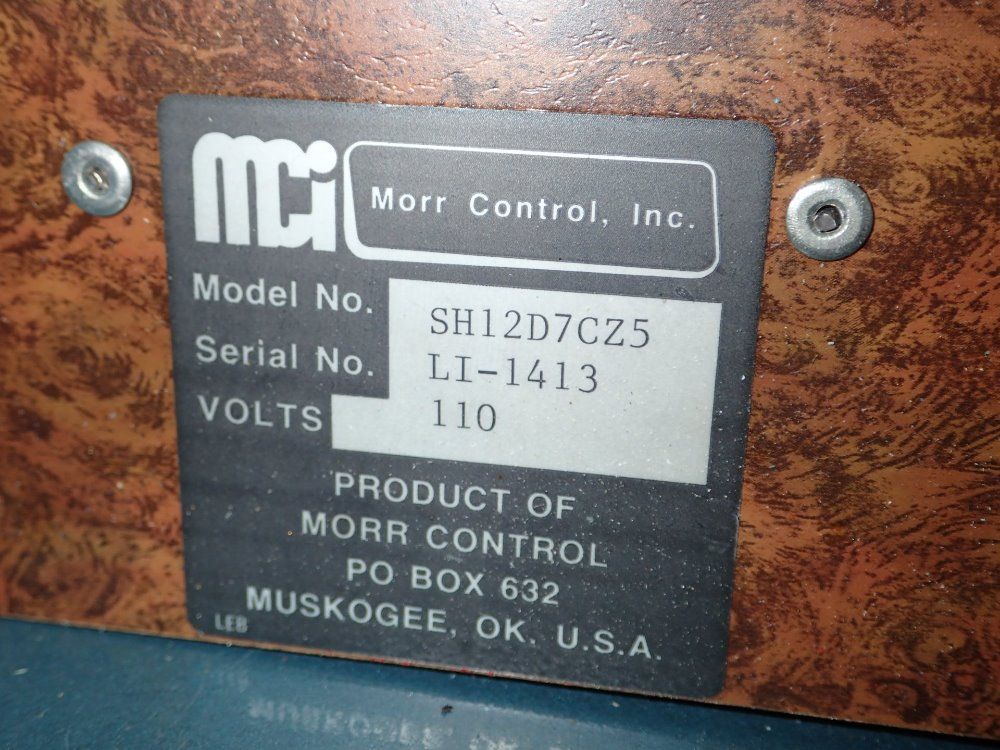 mci
Morr Control, Inc.
Model No. SH12D7CZ5
Serial No. LI-1413
VOLTS 110
PRODUCT OF
MORR CONTROL
PO BOX 632
MUSKOGEE, OK. U.S.A.
LEB